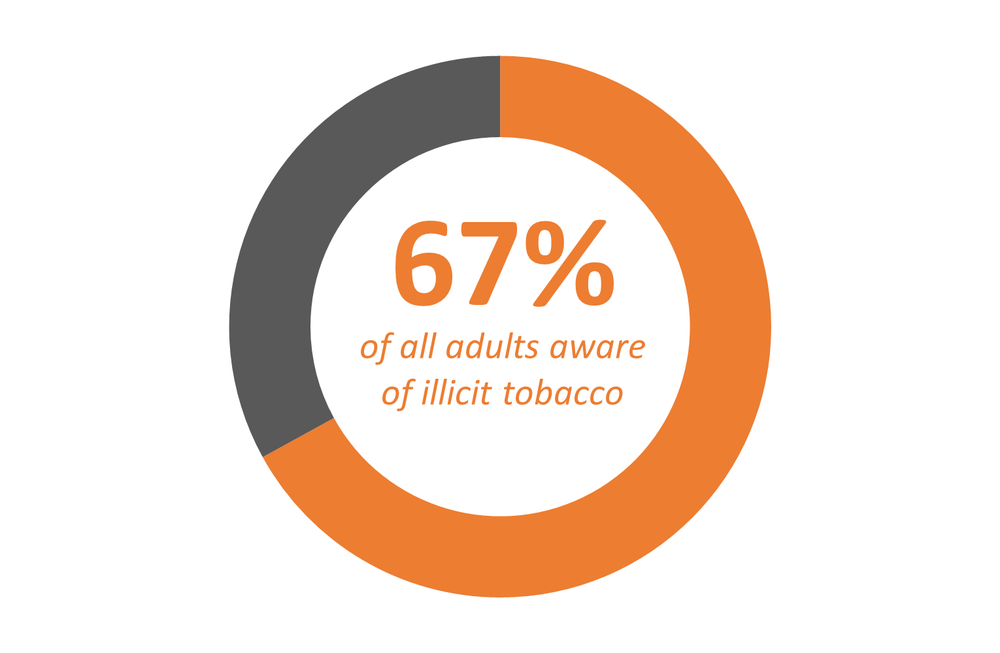 67%
of all adults aware
of illicit tobacco